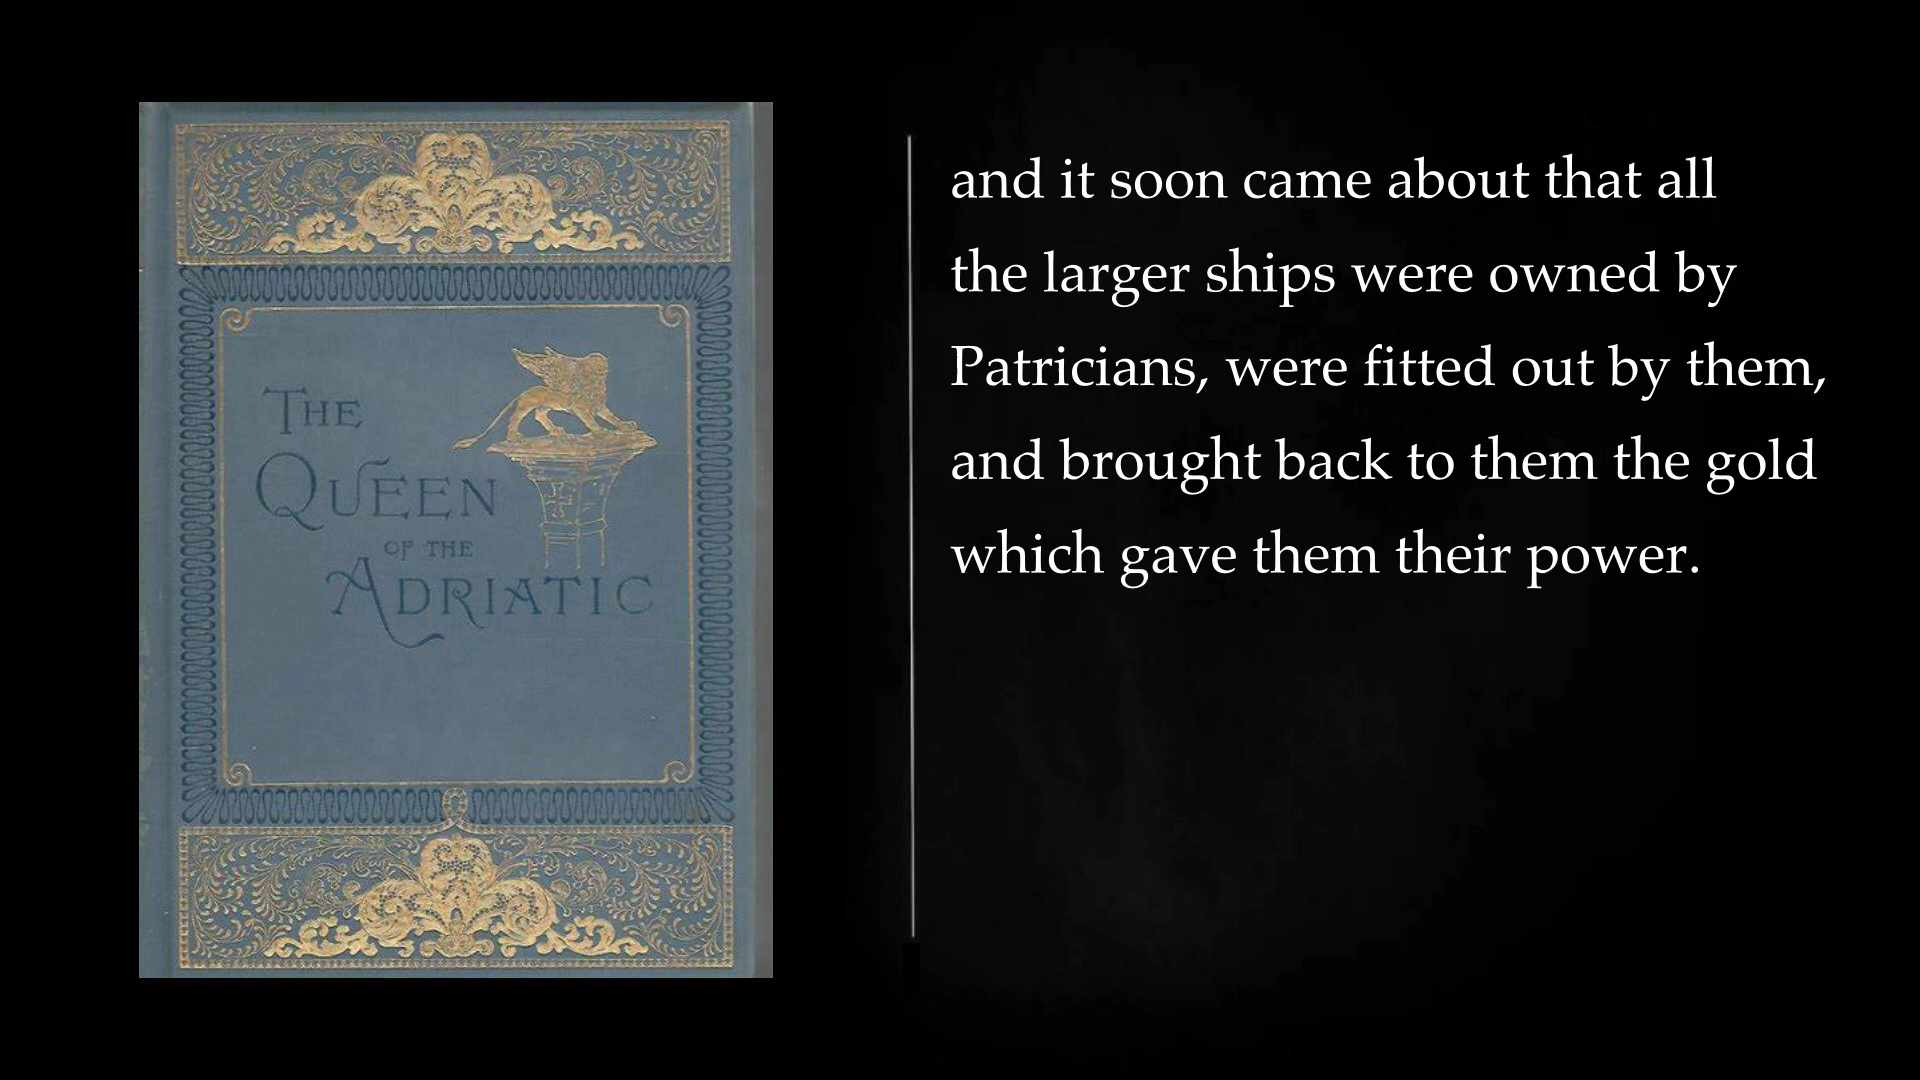 THE
QUEEN
OF THE
ADRIATIC
and it soon came about that all
the larger ships were owned by
Patricians, were fitted out by them,
and brought back to them the gold
which gave them their power.